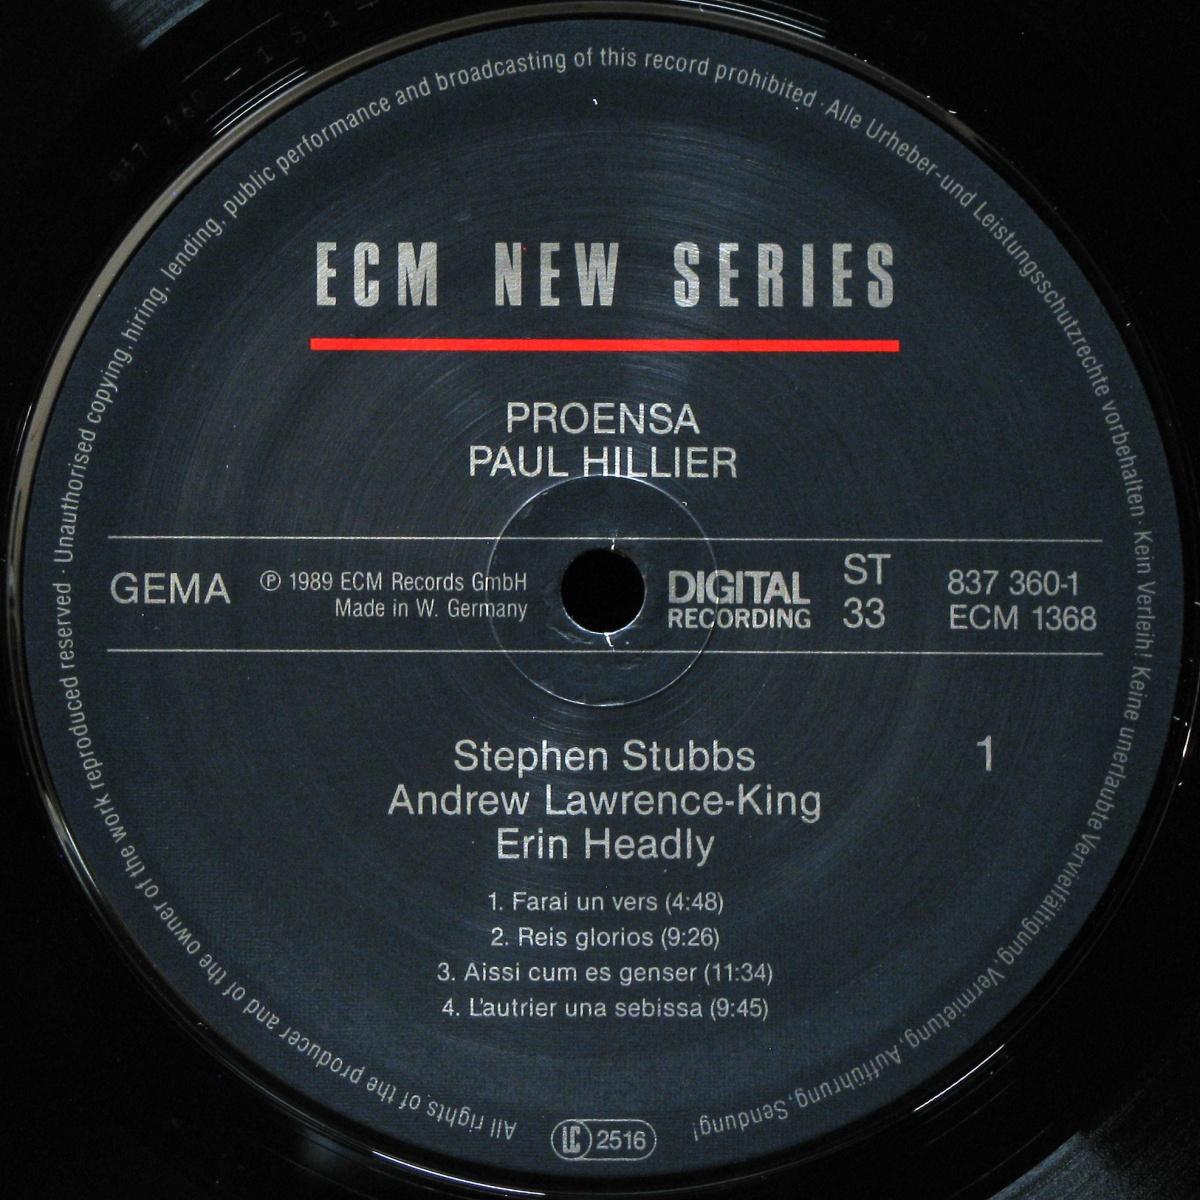 ECM NEW SERIES
PROENSA
PAUL HILLIER
GEMA
℗ 1989 ECM Records GmbH
Made in W. Germany
DIGITAL
RECORDING
ST
33
837 360-1
ECM 1368
Stephen Stubbs
Andrew Lawrence-King
Erin Headly
1
1. Farai un vers (4:48)
2. Reis glorios (9:26)
3. Aissi cum es genser (11:34)
4. L'autrier una sebissa (9:45)
All rights of the producer and of the owner of the work reproduced reserved · Unauthorised copying, hiring, lending, public performance and broadcasting of this record prohibited · Alle Urheber-und Leistungsschutzrechte vorbehalten · Kein Verleih! Keine unerlaubte Vervielfältigung, Vermietung, Aufführung, Sendung!
LC 2516